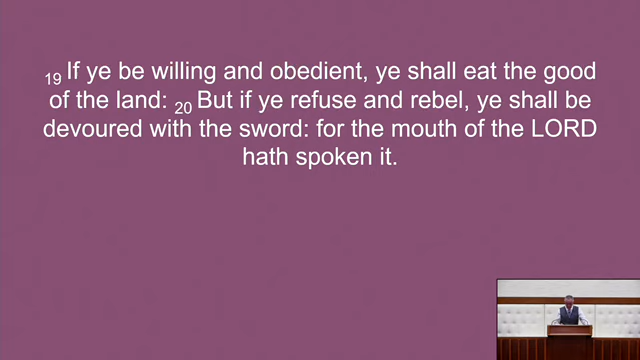 19 If ye be willing and obedient, ye shall eat the good
of the land: 20 But if ye refuse and rebel, ye shall be
devoured with the sword: for the mouth of the LORD
hath spoken it.